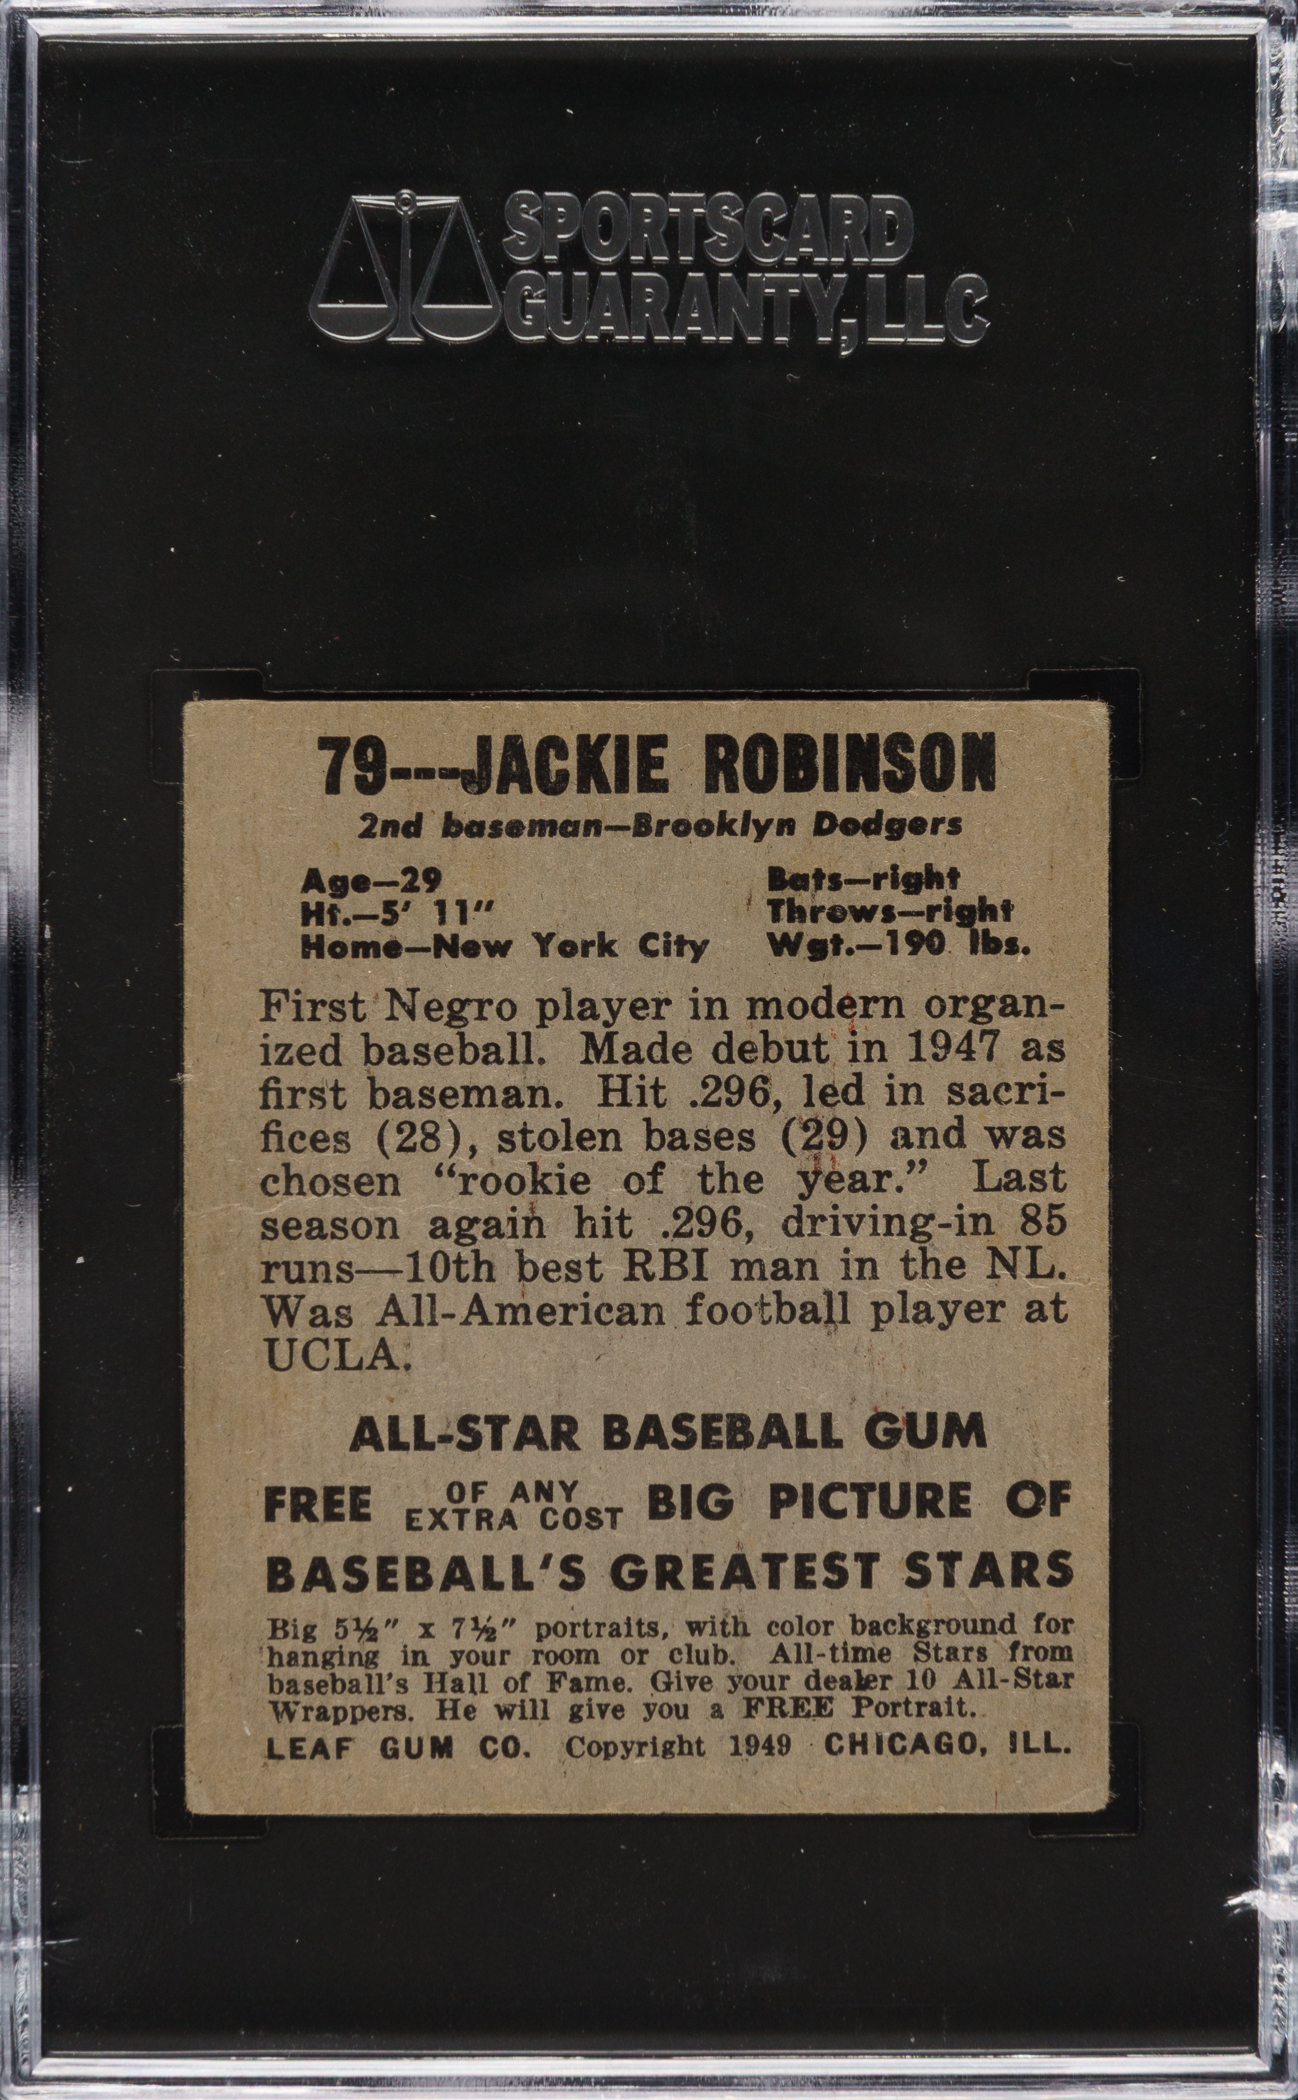 SPORTSCARD
GUARANTY, LLC
79---JACKIE ROBINSON
2nd baseman—Brooklyn Dodgers
Age—29 Bats—right
Ht.—5' 11" Throws—right
Home—New York City Wgt.—190 lbs.
First Negro player in modern organ-
ized baseball. Made debut in 1947 as
first baseman. Hit .296, led in sacri-
fices (28), stolen bases (29) and was
chosen “rookie of the year.” Last
season again hit .296, driving-in 85
runs—10th best RBI man in the NL.
Was All-American football player at
UCLA.
ALL-STAR BASEBALL GUM
FREE OF ANY EXTRA COST BIG PICTURE OF
BASEBALL'S GREATEST STARS
Big 5½" x 7½" portraits, with color background for
hanging in your room or club. All-time Stars from
baseball's Hall of Fame. Give your dealer 10 All-Star
Wrappers. He will give you a FREE Portrait.
LEAF GUM CO. Copyright 1949 CHICAGO, ILL.